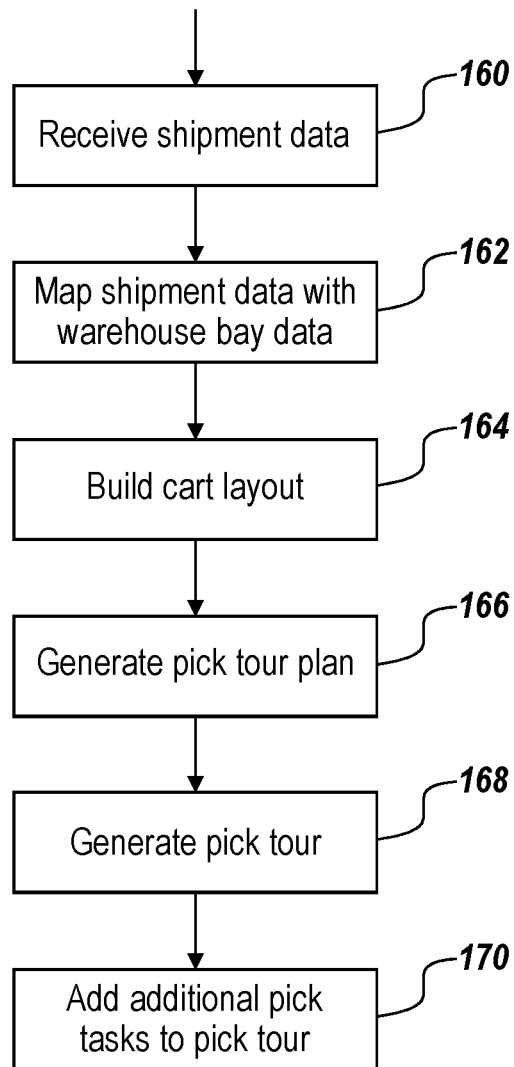 160
Receive shipment data
162
Map shipment data with
warehouse bay data
164
Build cart layout
166
Generate pick tour plan
168
Generate pick tour
170
Add additional pick
tasks to pick tour